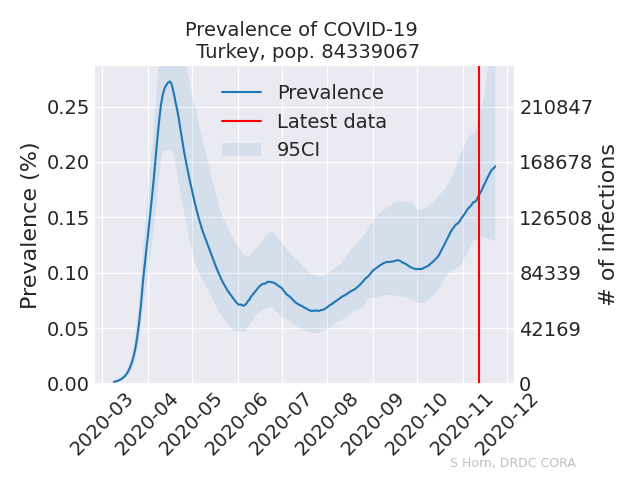 Prevalence of COVID-19
Turkey, pop. 84339067
Prevalence (%)
0.25
0.20
0.15
0.10
0.05
0.00
Prevalence
Latest data
95CI
210847
168678
126508
84339
42169
0
# of infections
2020-03
2020-04
2020-05
2020-06
2020-07
2020-08
2020-09
2020-10
2020-11
2020-12
S Horn, DRDC CORA